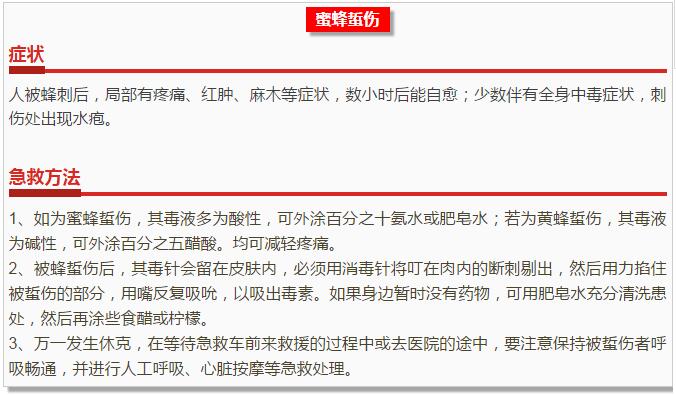 蜜蜂蜇伤
症状
人被蜂刺后，局部有疼痛、红肿、麻木等症状，数小时后能自愈；少数伴有全身中毒症状，刺
伤处出现水疱。
急救方法
1、如为蜜蜂蜇伤，其毒液多为酸性，可外涂百分之十氨水或肥皂水；若为黄蜂蜇伤，其毒液
为碱性，可外涂百分之五醋酸。均可减轻疼痛。
2、被蜂蜇伤后，其毒针会留在皮肤内，必须用消毒针将叮在肉内的断刺剔出，然后用力掐住
被蜇伤的部分，用嘴反复吸吮，以吸出毒素。如果身边暂时没有药物，可用肥皂水充分清洗患
处，然后再涂些食醋或柠檬。
3、万一发生休克，在等待急救车前来救援的过程中或去医院的途中，要注意保持被蜇伤者呼
吸畅通，并进行人工呼吸、心脏按摩等急救处理。